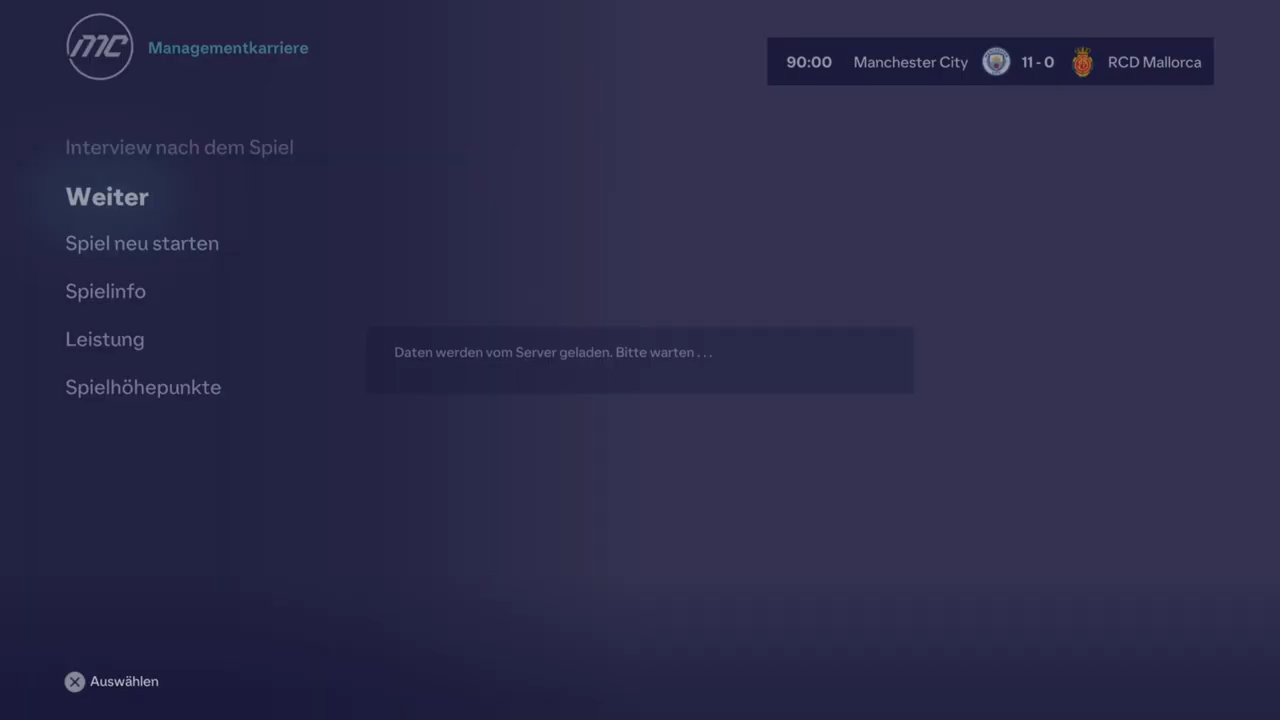 MC Managementkarriere
90:00 Manchester City 11 - 0 RCD Mallorca
Interview nach dem Spiel
Weiter
Spiel neu starten
Spielinfo
Leistung
Spielhöhepunkte
Daten werden vom Server geladen. Bitte warten . . .
Auswählen